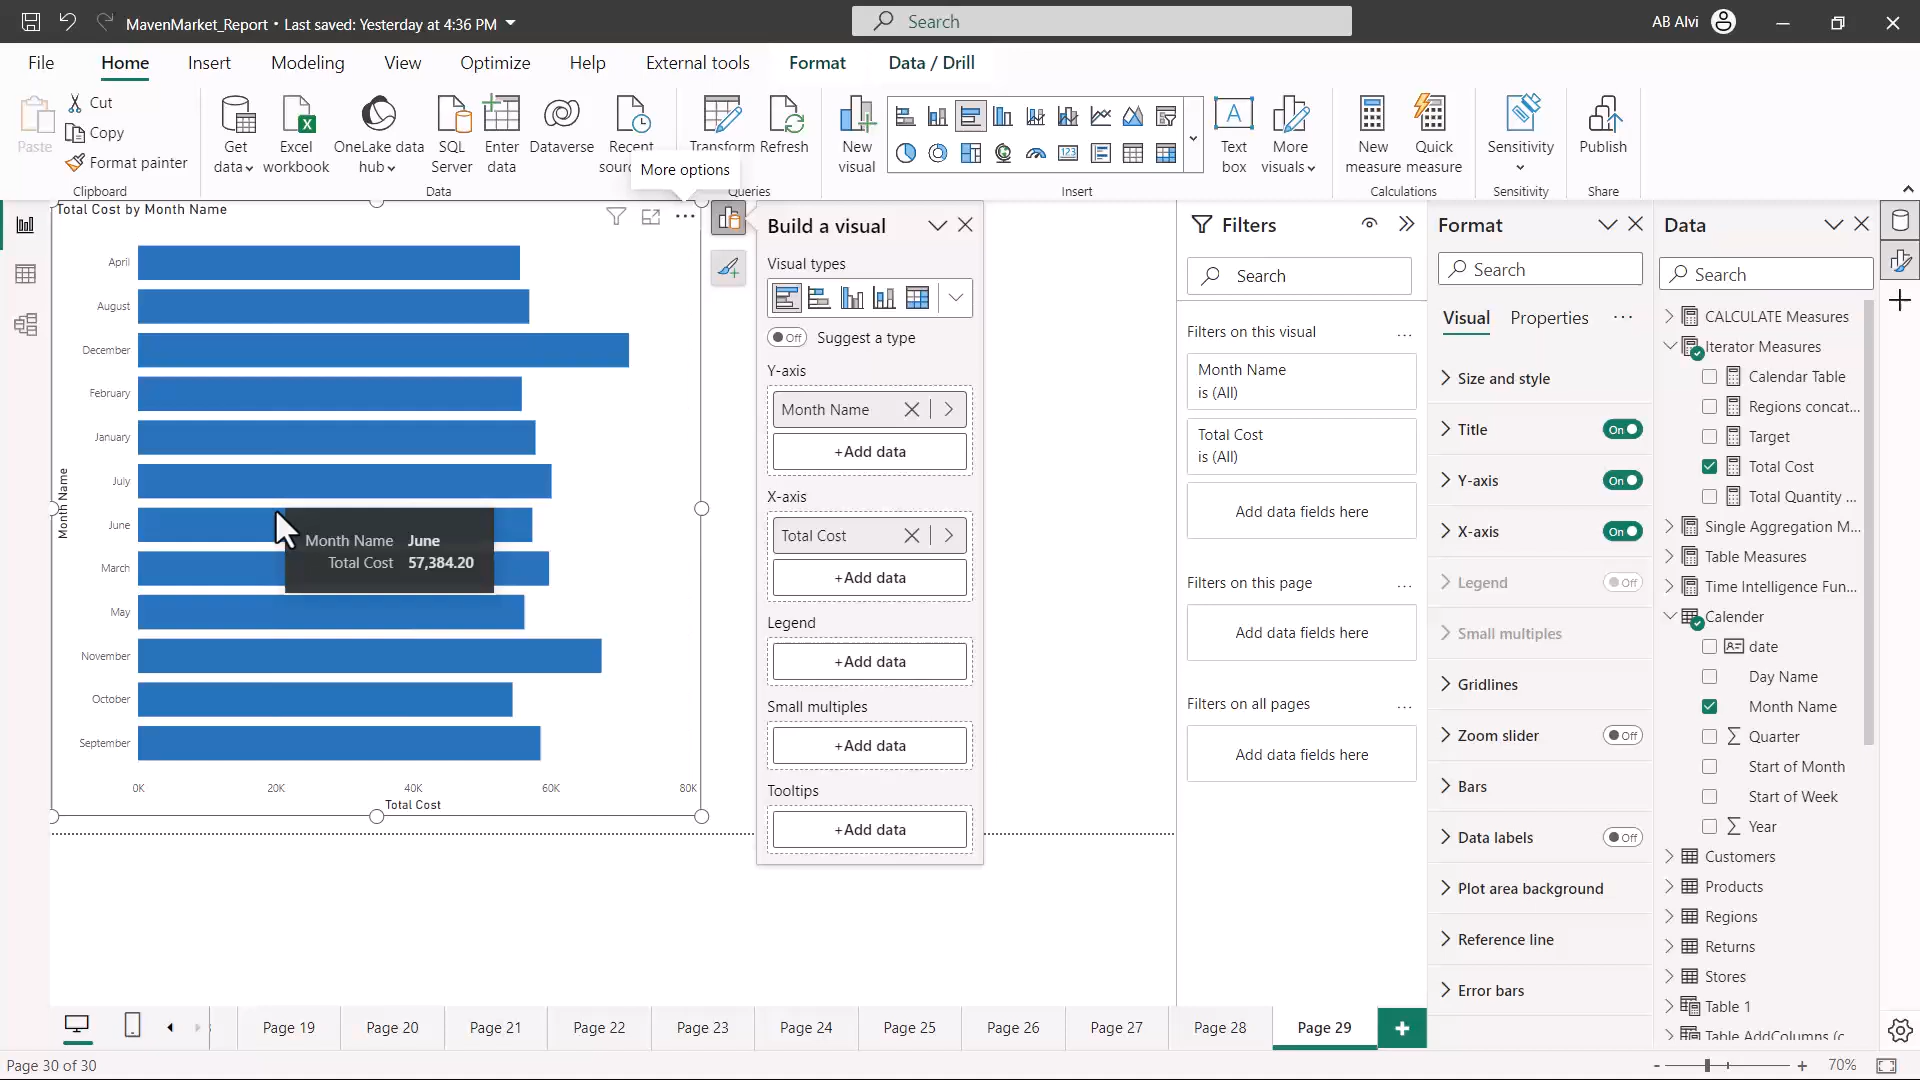 MavenMarket_Report • Last saved: Yesterday at 4:36 PM
Search
AB Alvi
File
Home
Insert
Modeling
View
Optimize
Help
External tools
Format
Data / Drill
Paste
Cut
Copy
Format painter
Clipboard
Get
data
Excel
workbook
OneLake data
hub
SQL
Server
Enter
data
Dataverse
Recent
sour
Data
Transform
Refresh
Queries
More options
New
visual
Text
box
More
visuals
Insert
New
measure
Quick
measure
Calculations
Sensitivity
Sensitivity
Publish
Share
Total Cost by Month Name
Month Name
April
August
December
February
January
July
June
March
May
November
October
September
Month Name June
Total Cost 57,384.20
0K
20K
40K
60K
80K
Total Cost
Build a visual
Visual types
Off
Suggest a type
Y-axis
Month Name
+Add data
X-axis
Total Cost
+Add data
Legend
+Add data
Small multiples
+Add data
Tooltips
+Add data
Filters
Search
Filters on this visual
...
Month Name
is (All)
Total Cost
is (All)
Add data fields here
Filters on this page
...
Add data fields here
Filters on all pages
...
Add data fields here
Format
Search
Visual
Properties
...
Size and style
Title
On
Y-axis
On
X-axis
On
Legend
Off
Small multiples
Gridlines
Zoom slider
Off
Bars
Data labels
Off
Plot area background
Reference line
Error bars
Data
Search
CALCULATE Measures
Iterator Measures
Calendar Table
Regions concat...
Target
Total Cost
Total Quantity ...
Single Aggregation M...
Table Measures
Time Intelligence Fun...
Calender
date
Day Name
Month Name
Quarter
Start of Month
Start of Week
Year
Customers
Products
Regions
Returns
Stores
Table 1
Table AddColumns (c
Page 19
Page 20
Page 21
Page 22
Page 23
Page 24
Page 25
Page 26
Page 27
Page 28
Page 29
Page 30 of 30
70%